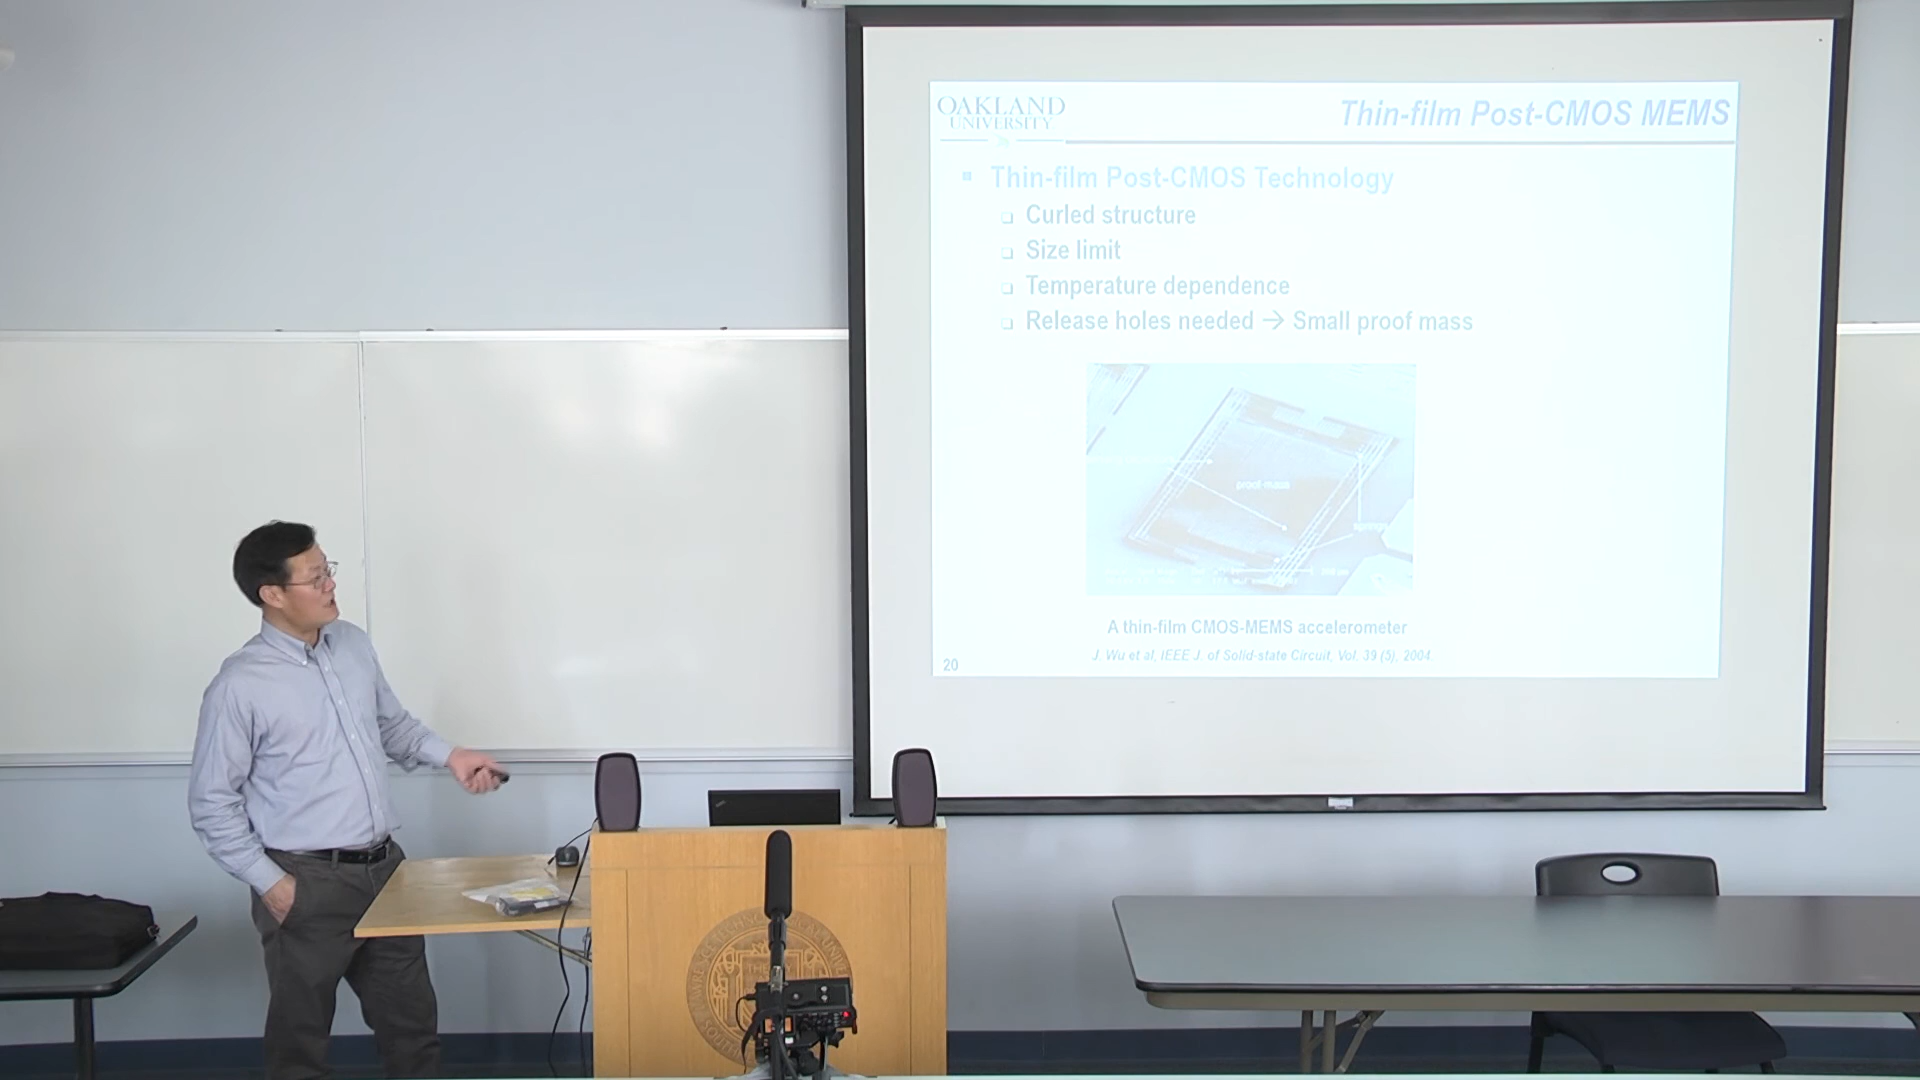 OAKLAND
UNIVERSITY
Thin-film Post-CMOS MEMS
Thin-film Post-CMOS Technology
Curled structure
Size limit
Temperature dependence
Release holes needed → Small proof mass
proof mass
springs
A thin-film CMOS-MEMS accelerometer
J. Wu et al, IEEE J. of Solid-state Circuit, Vol. 39 (5), 2004.
20